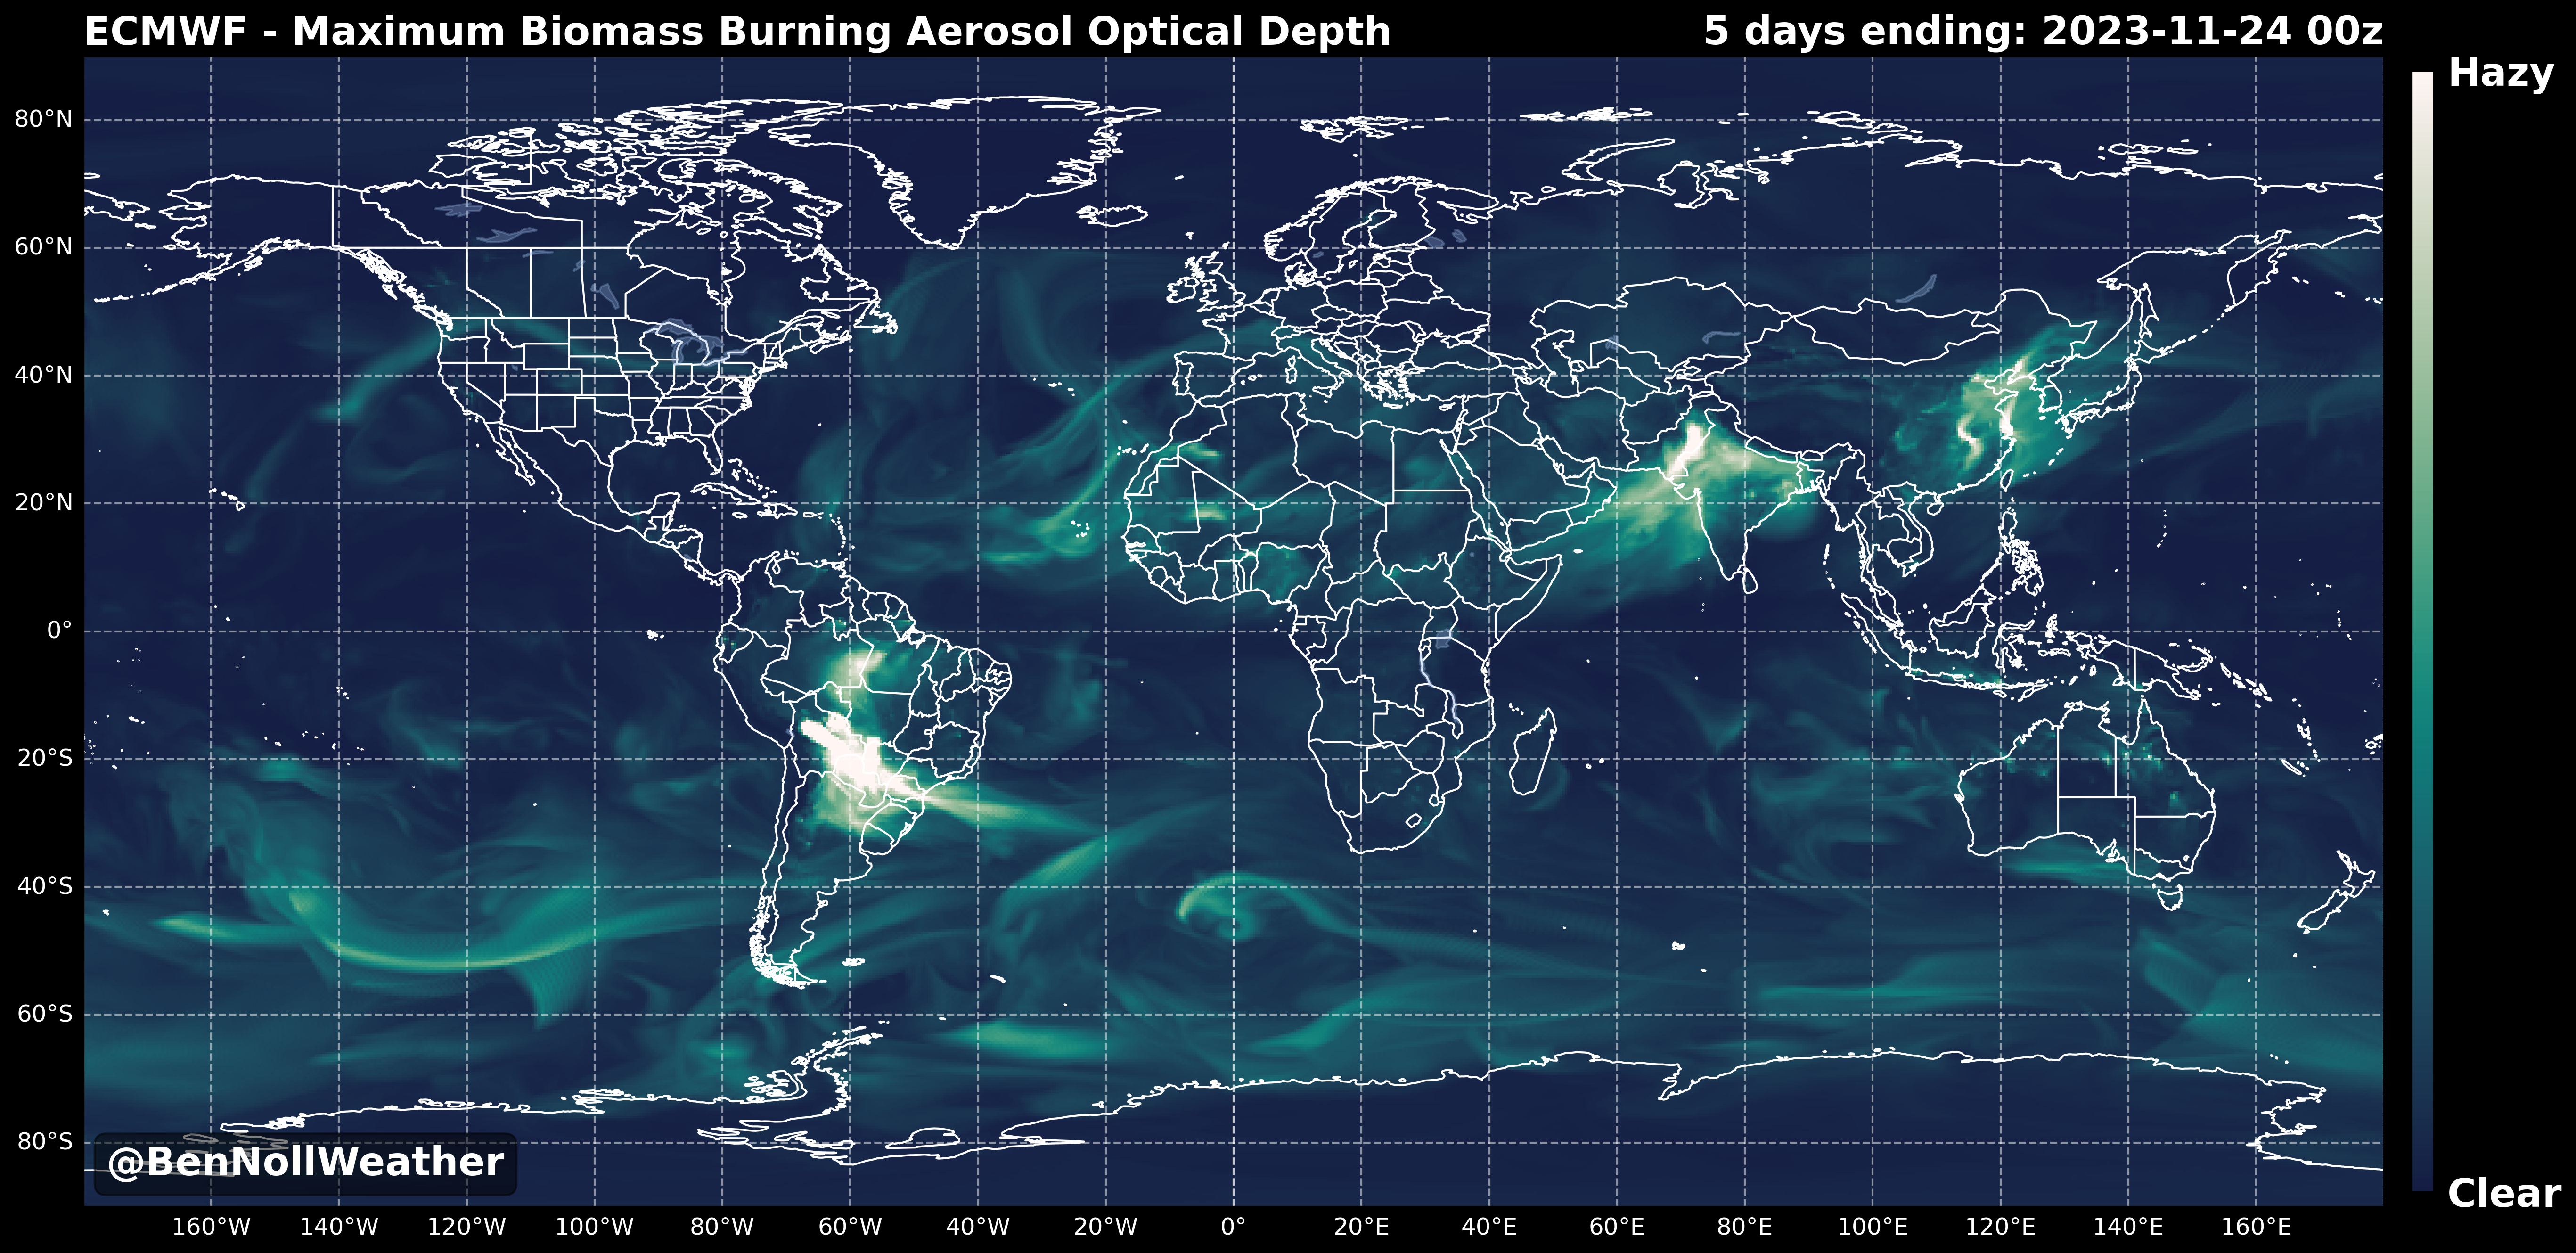 ECMWF - Maximum Biomass Burning Aerosol Optical Depth
5 days ending: 2023-11-24 00z
Hazy
80°N
60°N
40°N
20°N
0°
20°S
40°S
60°S
80°S
@BenNollWeather
Clear
160°W 140°W 120°W 100°W 80°W 60°W 40°W 20°W 0° 20°E 40°E 60°E 80°E 100°E 120°E 140°E 160°E